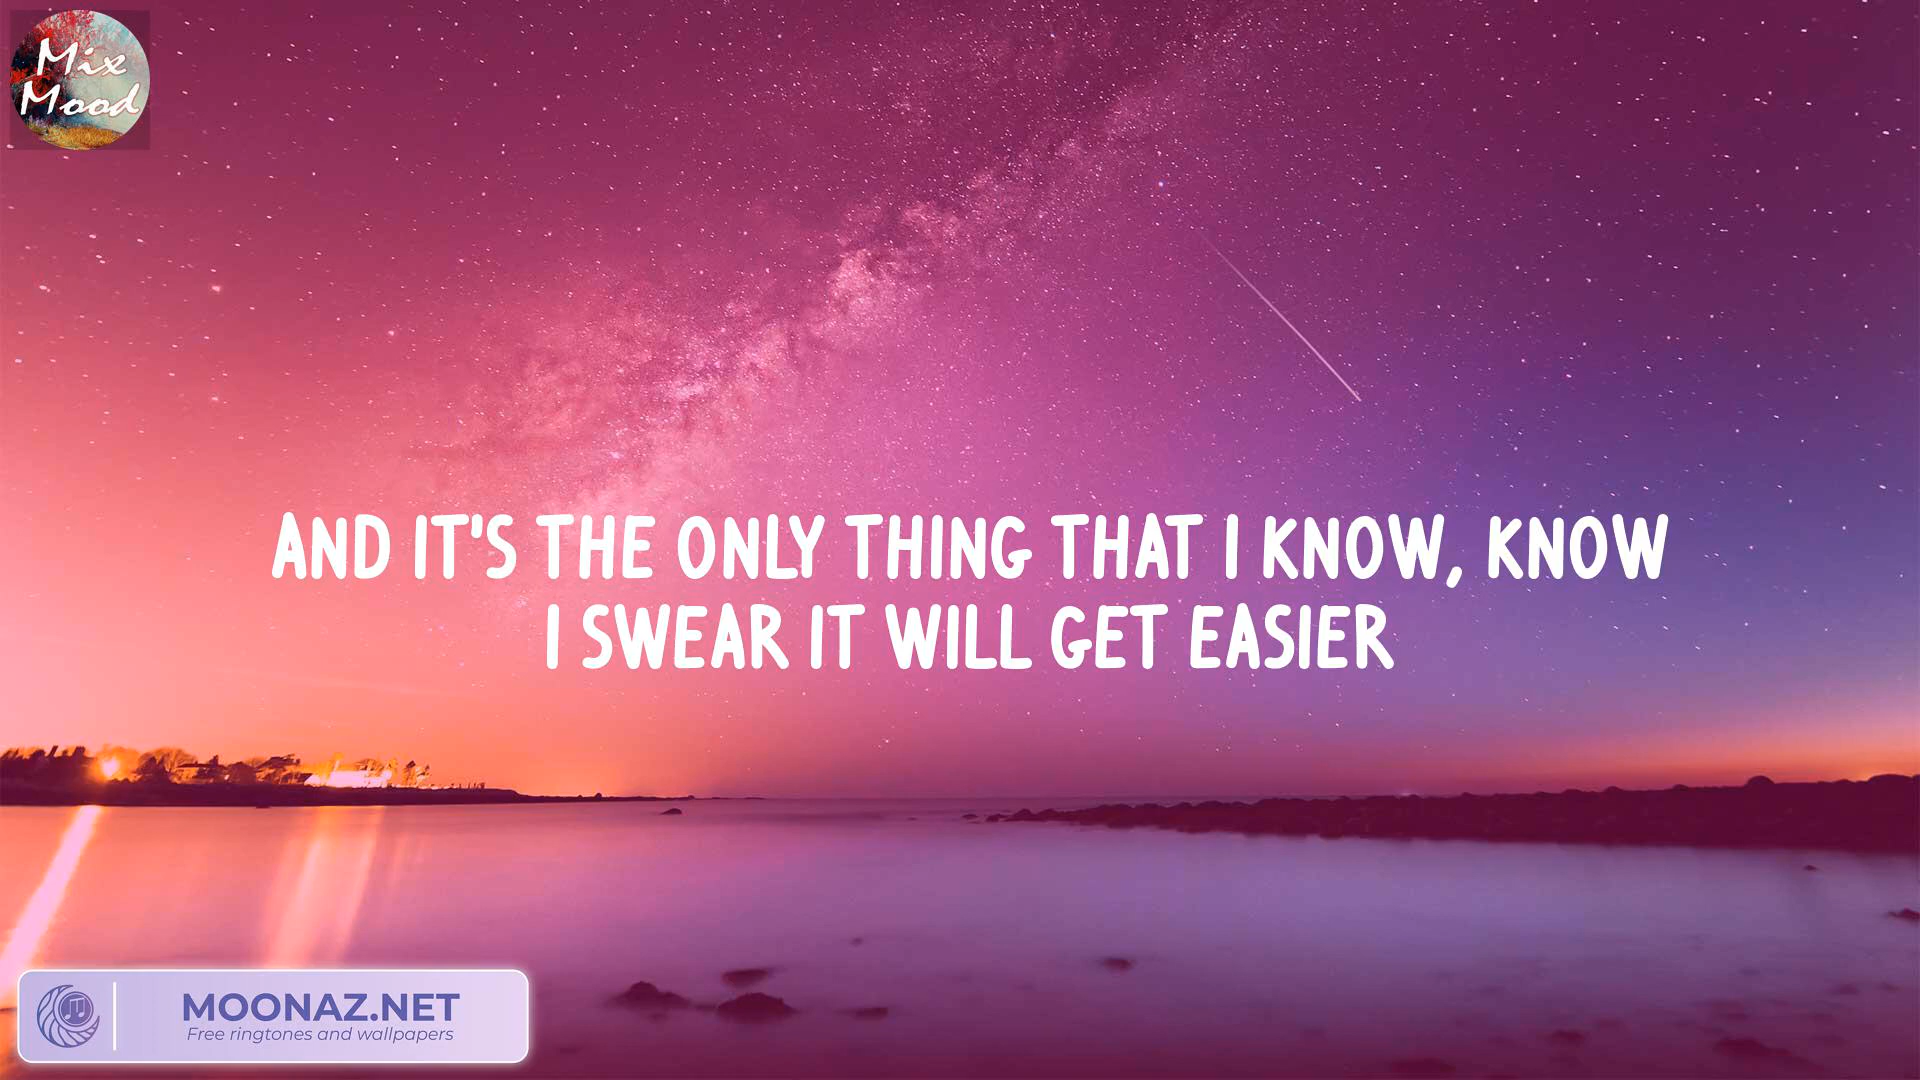 Mix
Mood
AND IT'S THE ONLY THING THAT I KNOW, KNOW
I SWEAR IT WILL GET EASIER
MOONAZ.NET
Free ringtones and wallpapers